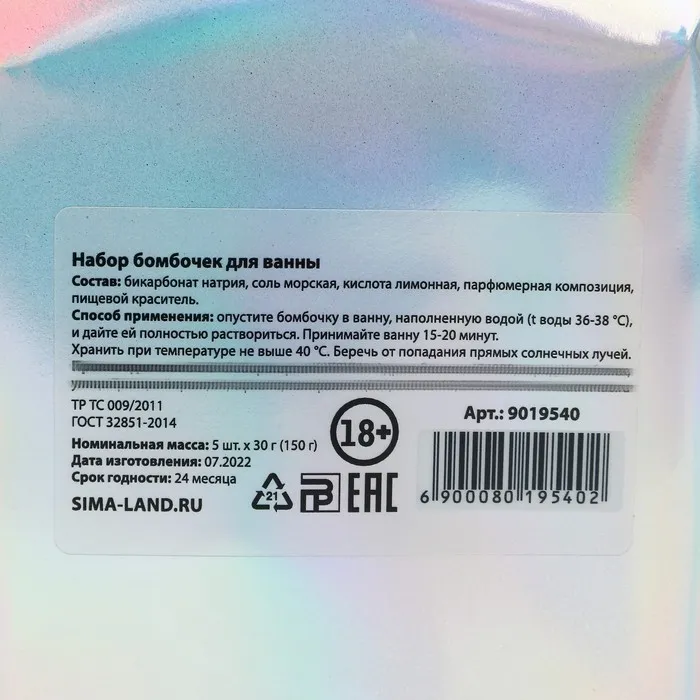 Набор бомбочек для ванны
Состав: бикарбонат натрия, соль морская, кислота лимонная, парфюмерная композиция,
пищевой краситель.
Способ применения: опустите бомбочку в ванну, наполненную водой (t воды 36-38 °С),
и дайте ей полностью раствориться. Принимайте ванну 15-20 минут.
Хранить при температуре не выше 40 °С. Беречь от попадания прямых солнечных лучей.
ТР ТС 009/2011
ГОСТ 32851-2014
Номинальная масса: 5 шт. х 30 г (150 г)
Дата изготовления: 07.2022
Срок годности: 24 месяца
SIMA-LAND.RU
18+
21
EAC
Арт.: 9019540
6 900080 195402